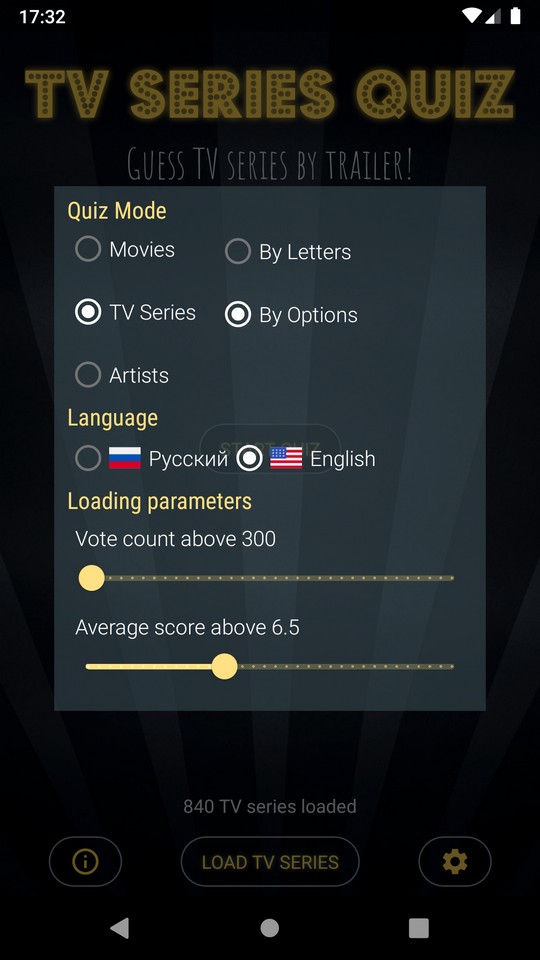 17:32
TV SERIES QUIZ
Guess TV series by trailer!
Quiz Mode
Movies
By Letters
TV Series
By Options
Artists
Language
START QUIZ
Русский
English
Loading parameters
Vote count above 300
Average score above 6.5
840 TV series loaded
LOAD TV SERIES